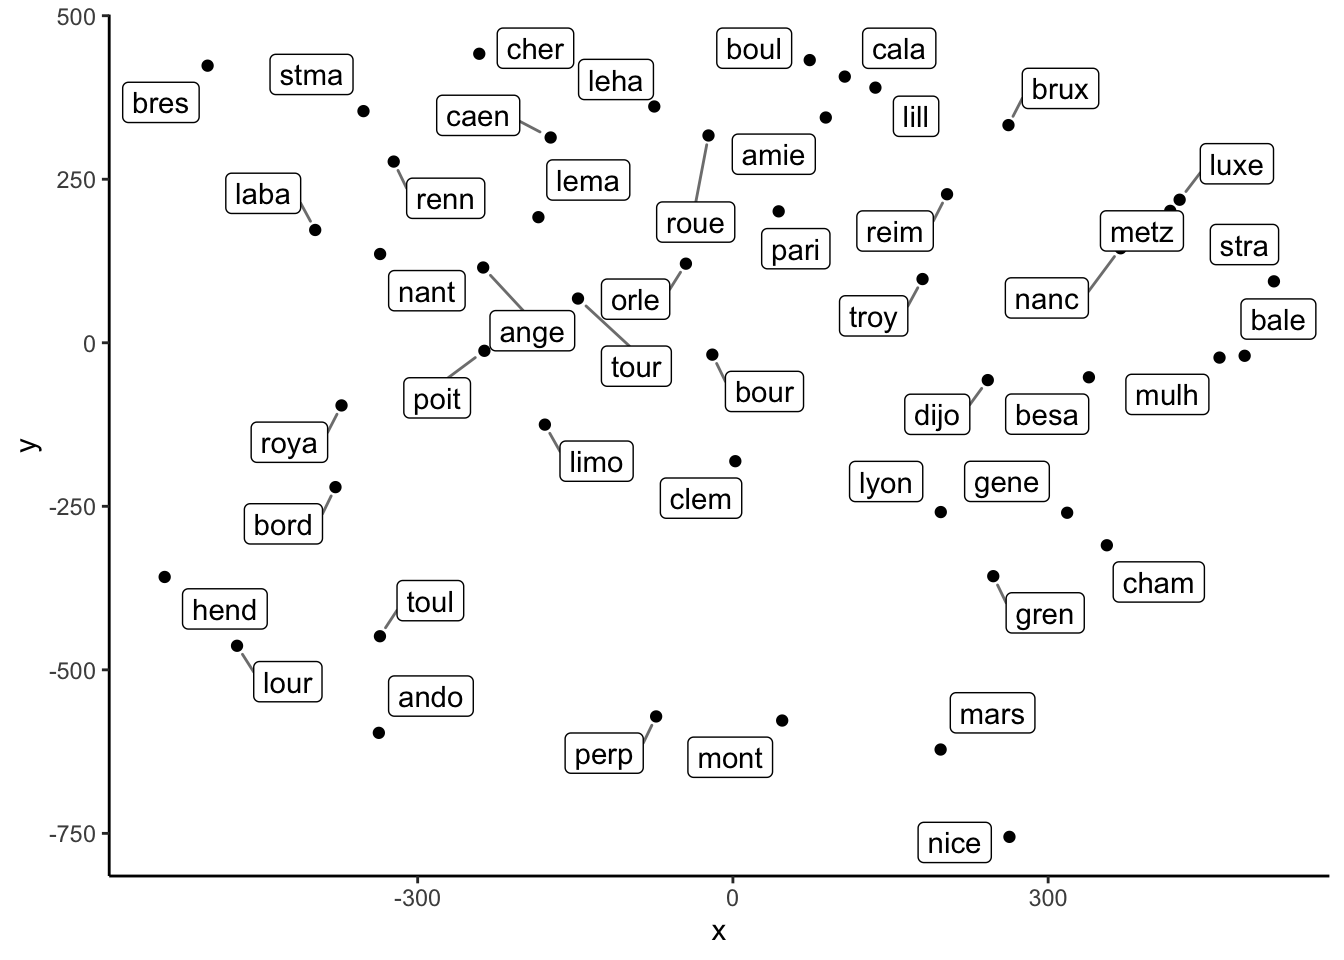 500
250
0
-250
-500
-750
y
cher
boul
cala
stma
leha
brux
bres
caen
lill
amie
luxe
lema
laba
renn
roue
reim
metz
pari
stra
nant
orle
nanc
troy
bale
ange
tour
bour
mulh
poit
dijo
besa
roya
limo
lyon
gene
clem
bord
cham
toul
hend
gren
lour
ando
mars
perp
mont
nice
-300
0
300
x